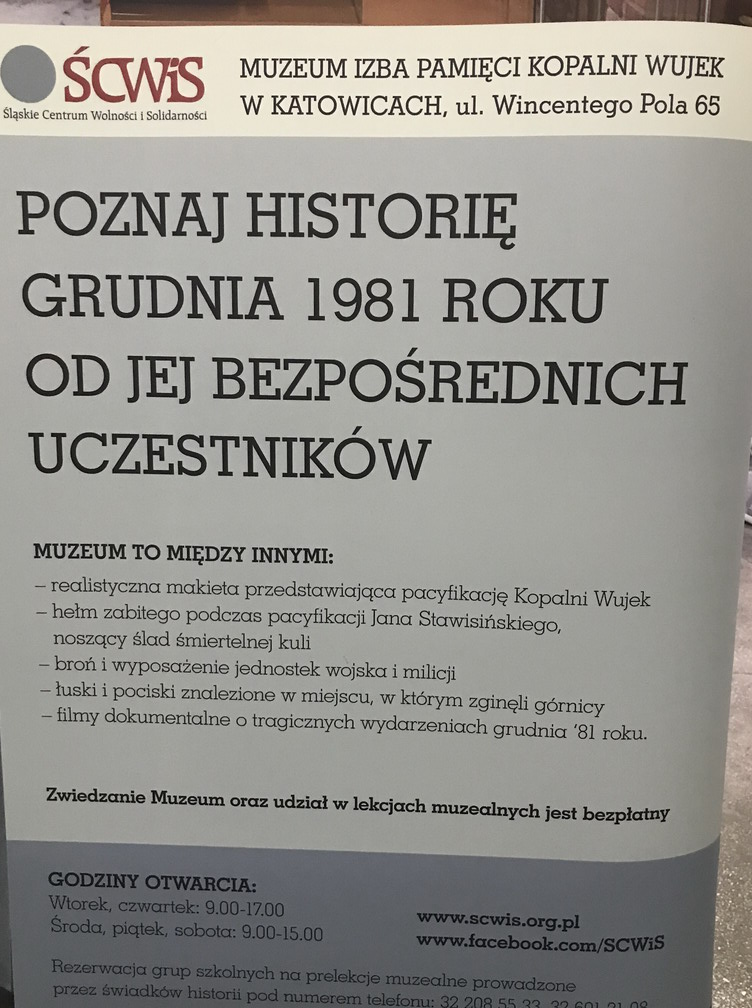 ŚCWiS
Śląskie Centrum Wolności i Solidarności
MUZEUM IZBA PAMIĘCI KOPALNI WUJEK
W KATOWICACH, ul. Wincentego Pola 65
POZNAJ HISTORIĘ
GRUDNIA 1981 ROKU
OD JEJ BEZPOŚREDNICH
UCZESTNIKÓW
MUZEUM TO MIĘDZY INNYMI:
– realistyczna makieta przedstawiająca pacyfikację Kopalni Wujek
– hełm zabitego podczas pacyfikacji Jana Stawisińskiego,
noszący ślad śmiertelnej kuli
– broń i wyposażenie jednostek wojska i milicji
– łuski i pociski znalezione w miejscu, w którym zginęli górnicy
– filmy dokumentalne o tragicznych wydarzeniach grudnia '81 roku.
Zwiedzanie Muzeum oraz udział w lekcjach muzealnych jest bezpłatny
GODZINY OTWARCIA:
Wtorek, czwartek: 9.00-17.00
Środa, piątek, sobota: 9.00-15.00
www.scwis.org.pl
www.facebook.com/SCWiS
Rezerwacja grup szkolnych na prelekcje muzealne prowadzone
przez świadków historii pod numerem telefonu: 32 208 55 33, 32 601 21 08